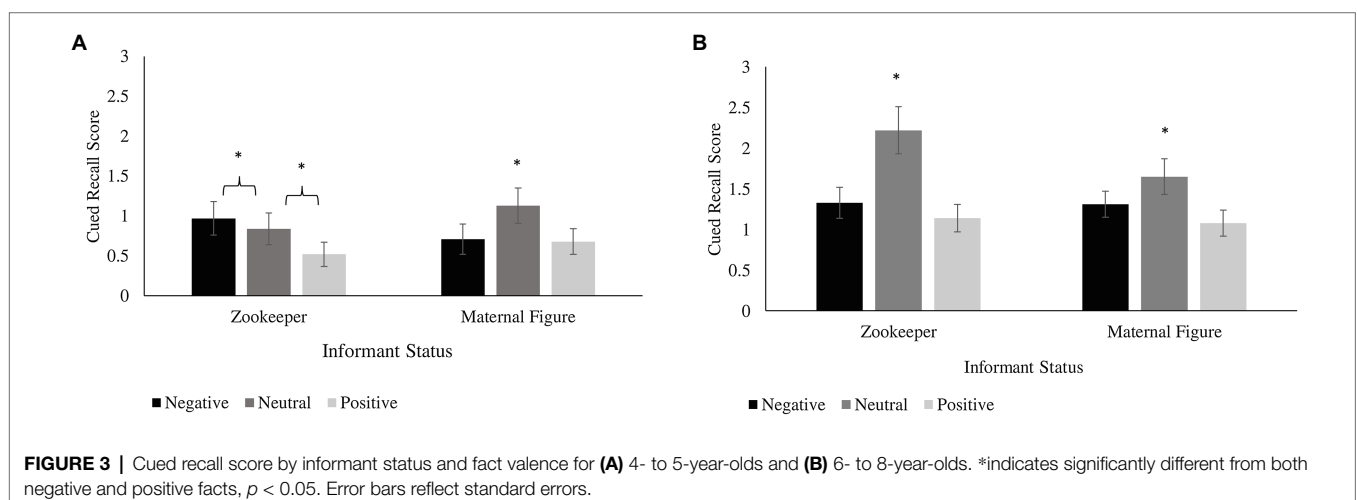 A
3
2.5
2
1.5
1
0.5
0
Cued Recall Score
*
*
*
Zookeeper
Maternal Figure
Informant Status
Negative
Neutral
Positive
B
3
2.5
2
1.5
1
0.5
0
Cued Recall Score
*
*
Zookeeper
Maternal Figure
Informant Status
Negative
Neutral
Positive
FIGURE 3 | Cued recall score by informant status and fact valence for (A) 4- to 5-year-olds and (B) 6- to 8-year-olds. *indicates significantly different from both
negative and positive facts, p < 0.05. Error bars reflect standard errors.